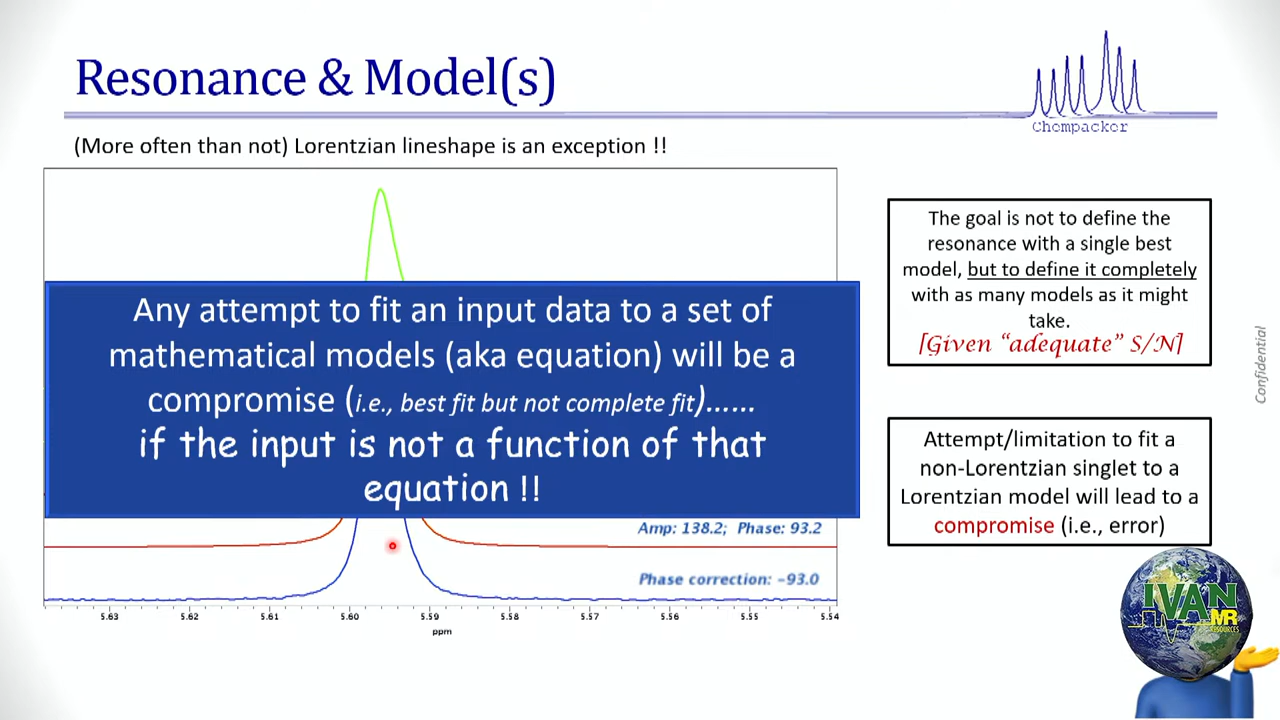 Resonance & Model(s)
Chempacker
(More often than not) Lorentzian lineshape is an exception !!
The goal is not to define the
resonance with a single best
model, but to define it completely
with as many models as it might
take.
[Given “adequate” S/N]
Any attempt to fit an input data to a set of
mathematical models (aka equation) will be a
compromise (i.e., best fit but not complete fit)......
if the input is not a function of that
equation !!
Confidential
Attempt/limitation to fit a
non-Lorentzian singlet to a
Lorentzian model will lead to a
compromise (i.e., error)
Amp: 138.2; Phase: 93.2
Phase correction: -93.0
5.63 5.62 5.61 5.60 5.59 5.58 5.57 5.56 5.55 5.54
ppm
IVAN
MR
RESOURCES